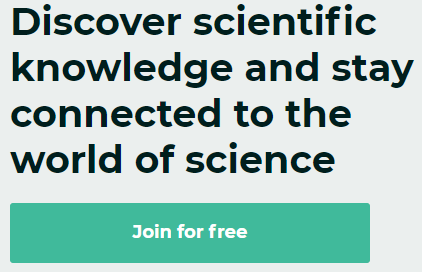 Discover scientific
knowledge and stay
connected to the
world of science
Join for free